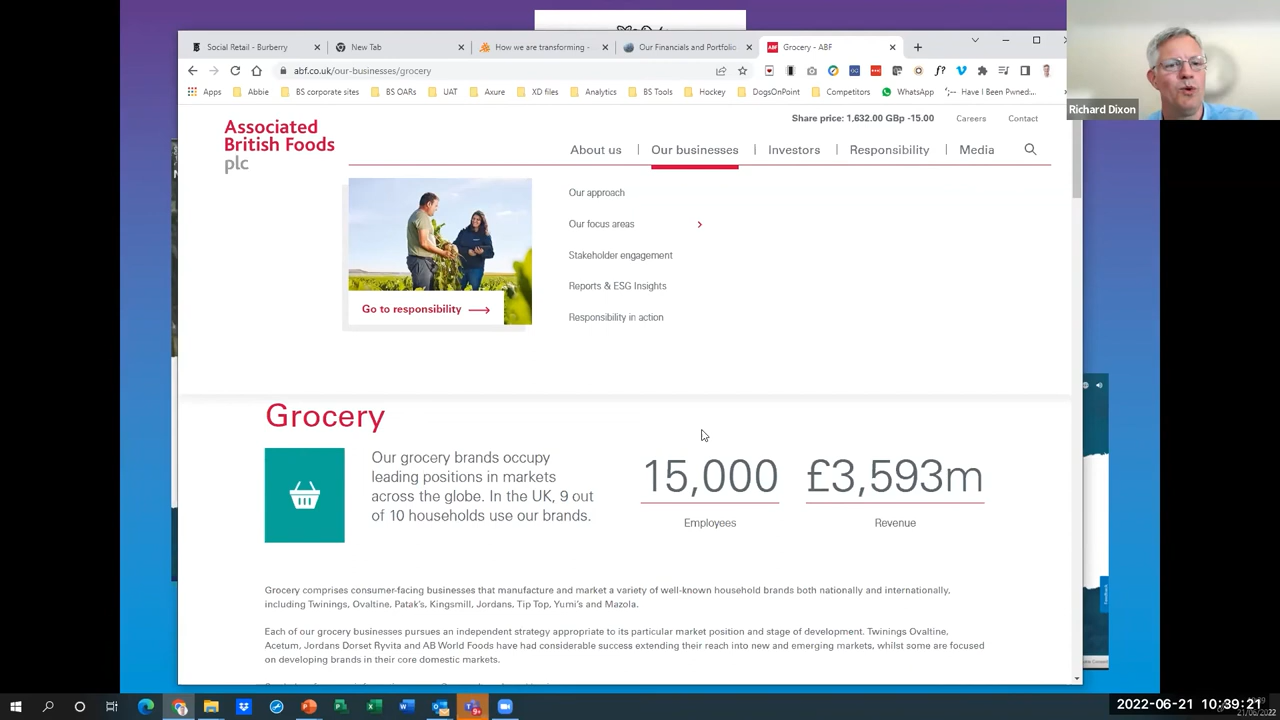 Social Retail - Burberry
New Tab
How we are transforming -
Our Financials and Portfolio
ABF
Grocery - ABF
abf.co.uk/our-businesses/grocery
Apps
Abbie
BS corporate sites
BS OARs
UAT
Axure
XD files
Analytics
BS Tools
Hockey
DogsOnPoint
Competitors
WhatsApp
Have I Been Pwned:...
Richard Dixon
Associated
British Foods
plc
Share price: 1,632.00 GBp -15.00
Careers
Contact
About us
Our businesses
Investors
Responsibility
Media
Go to responsibility
Our approach
Our focus areas
Stakeholder engagement
Reports & ESG Insights
Responsibility in action
Grocery
Our grocery brands occupy
leading positions in markets
across the globe. In the UK, 9 out
of 10 households use our brands.
15,000
Employees
£3,593m
Revenue
Grocery comprises consumer-facing businesses that manufacture and market a variety of well-known household brands both nationally and internationally,
including Twinings, Ovaltine, Patak's, Kingsmill, Jordans, Tip Top, Yumi's and Mazola.
Each of our grocery businesses pursues an independent strategy appropriate to its particular market position and stage of development. Twinings Ovaltine,
Acetum, Jordans Dorset Ryvita and AB World Foods have had considerable success extending their reach into new and emerging markets, whilst some are focused
on developing brands in their core domestic markets.
2022-06-21 10:39:21